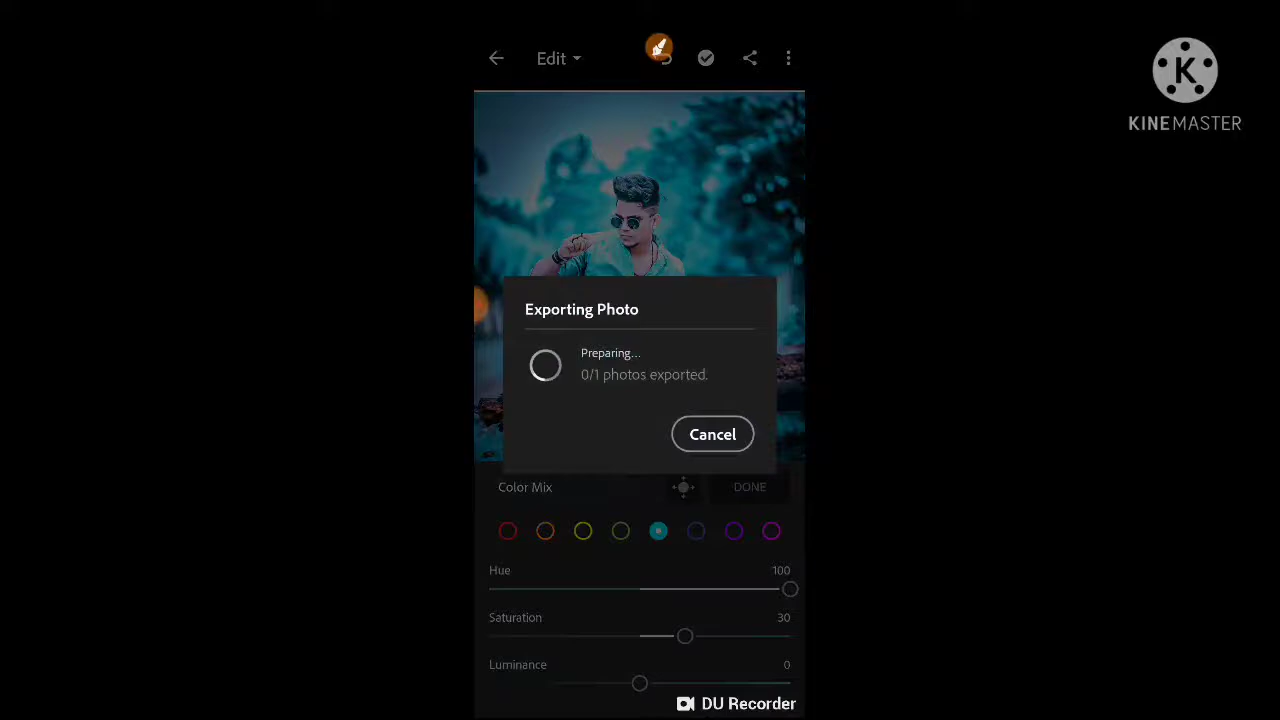 Edit
K
KINEMASTER
Exporting Photo
Preparing...
0/1 photos exported.
Cancel
Color Mix
DONE
Hue 100
Saturation 30
Luminance 0
DU Recorder